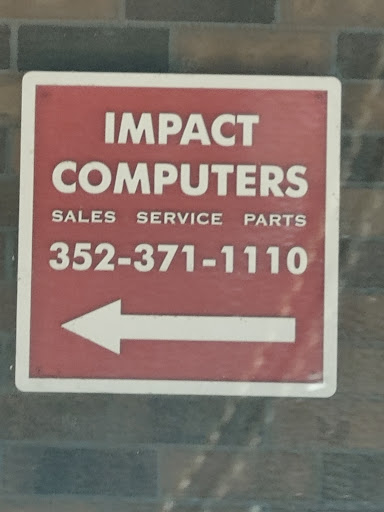 IMPACT
COMPUTERS
SALES SERVICE PARTS
352-371-1110